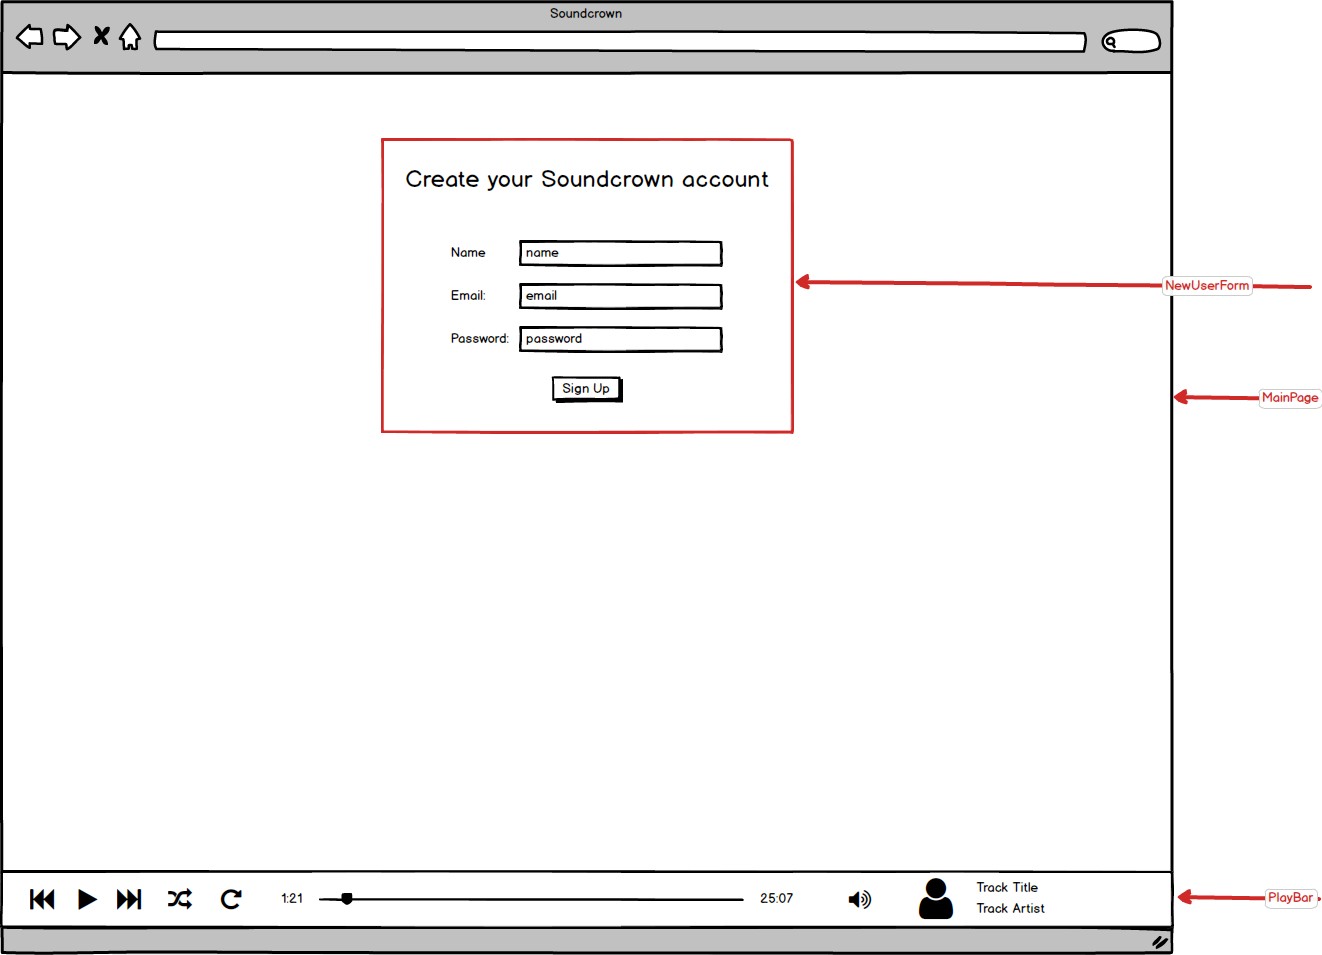 Soundcrown
Create your Soundcrown account
Name name
Email: email
Password: password
Sign Up
NewUserForm
MainPage
1:21 25:07
Track Title
Track Artist
PlayBar